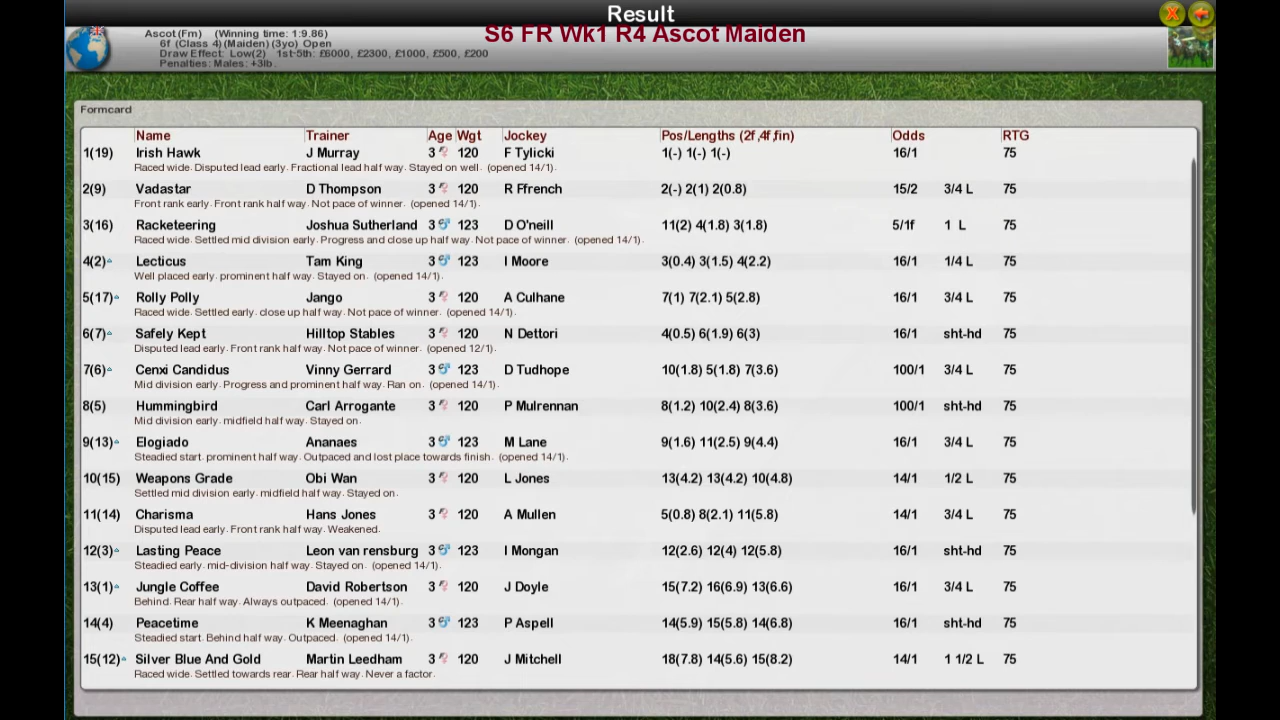 Result
S6 FR Wk1 R4 Ascot Maiden
Ascot(Fm) (Winning time: 1:9.86)
6f (Class 4)(Maiden)(3yo) Open
Draw Effect: Low(2) 1st-5th: £6000, £2300, £1000, £500, £200
Penalties: Males: +3lb.
Formcard
Name Trainer Age Wgt Jockey Pos/Lengths (2f,4f,fin) Odds RTG
1(19) Irish Hawk J Murray 3 120 F Tylicki 1(-) 1(-) 1(-) 16/1 75
Raced wide. Disputed lead early. Fractional lead half way. Stayed on well. (opened 14/1).
2(9) Vadastar D Thompson 3 120 R Ffrench 2(-) 2(1) 2(0.8) 15/2 3/4 L 75
Front rank early. Front rank half way. Not pace of winner. (opened 14/1).
3(16) Racketeering Joshua Sutherland 3 123 D O'neill 11(2) 4(1.8) 3(1.8) 5/1f 1 L 75
Raced wide. Settled mid division early. Progress and close up half way. Not pace of winner. (opened 14/1).
4(2) Lecticus Tam King 3 123 I Moore 3(0.4) 3(1.5) 4(2.2) 16/1 1/4 L 75
Well placed early. prominent half way. Stayed on. (opened 14/1).
5(17) Rolly Polly Jango 3 120 A Culhane 7(1) 7(2.1) 5(2.8) 16/1 3/4 L 75
Raced wide. Settled early. close up half way. Not pace of winner. (opened 14/1).
6(7) Safely Kept Hilltop Stables 3 120 N Dettori 4(0.5) 6(1.9) 6(3) 16/1 sht-hd 75
Disputed lead early. Front rank half way. Not pace of winner. (opened 12/1).
7(6) Cenxi Candidus Vinny Gerrard 3 123 D Tudhope 10(1.8) 5(1.8) 7(3.6) 100/1 3/4 L 75
Mid division early. Progress and prominent half way. Ran on. (opened 14/1).
8(5) Hummingbird Carl Arrogante 3 120 P Mulrennan 8(1.2) 10(2.4) 8(3.6) 100/1 sht-hd 75
Mid division early. midfield half way. Stayed on.
9(13) Elogiado Ananaes 3 123 M Lane 9(1.6) 11(2.5) 9(4.4) 16/1 3/4 L 75
Steadied start. prominent half way. Outpaced and lost place towards finish. (opened 14/1).
10(15) Weapons Grade Obi Wan 3 120 L Jones 13(4.2) 13(4.2) 10(4.8) 14/1 1/2 L 75
Settled mid division early. midfield half way. Stayed on.
11(14) Charisma Hans Jones 3 120 A Mullen 5(0.8) 8(2.1) 11(5.8) 14/1 3/4 L 75
Disputed lead early. Front rank half way. Weakened.
12(3) Lasting Peace Leon van rensburg 3 123 I Mongan 12(2.6) 12(4) 12(5.8) 16/1 sht-hd 75
Steadied early. mid-division half way. Stayed on. (opened 14/1).
13(1) Jungle Coffee David Robertson 3 120 J Doyle 15(7.2) 16(6.9) 13(6.6) 16/1 3/4 L 75
Behind. Rear half way. Always outpaced. (opened 14/1).
14(4) Peacetime K Meenaghan 3 123 P Aspell 14(5.9) 15(5.8) 14(6.8) 16/1 sht-hd 75
Steadied start. Behind half way. Outpaced. (opened 14/1).
15(12) Silver Blue And Gold Martin Leedham 3 120 J Mitchell 18(7.8) 14(5.6) 15(8.2) 14/1 1 1/2 L 75
Raced wide. Settled towards rear. Rear half way. Never a factor.